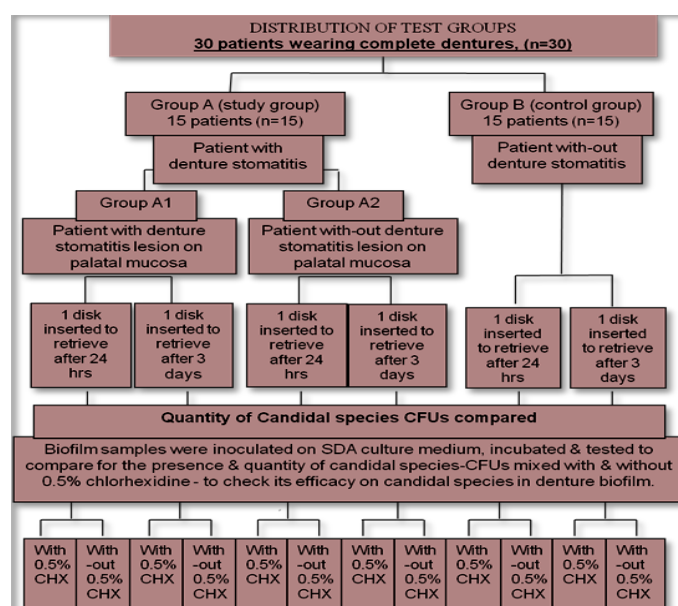 DISTRIBUTION OF TEST GROUPS
30 patients wearing complete dentures, (n=30)
Group A (study group)
15 patients (n=15)
Group B (control group)
15 patients (n=15)
Patient with
denture stomatitis
Patient with-out
denture stomatitis
Group A1
Group A2
Patient with denture
stomatitis lesion on
palatal mucosa
Patient with-out denture
stomatitis lesion on
palatal mucosa
1 disk
inserted to
retrieve
after 24
hrs
1 disk
inserted to
retrieve
after 3
days
1 disk
inserted to
retrieve
after 24
hrs
1 disk
inserted to
retrieve
after 3
days
1 disk
inserted
to retrieve
after 24
hrs
1 disk
inserted
to retrieve
after 3
days
Quantity of Candidal species CFUs compared
Biofilm samples were inoculated on SDA culture medium, incubated & tested to
compare for the presence & quantity of candidal species-CFUs mixed with & without
0.5% chlorhexidine - to check its efficacy on candidal species in denture biofilm.
With
0.5%
CHX
With
-out
0.5%
CHX
With
0.5%
CHX
With
-out
0.5%
CHX
With
0.5%
CHX
With
-out
0.5%
CHX
With
0.5%
CHX
With
-out
0.5%
CHX
With
0.5%
CHX
With
-out
0.5%
CHX
With
0.5%
CHX
With
-out
0.5%
CHX